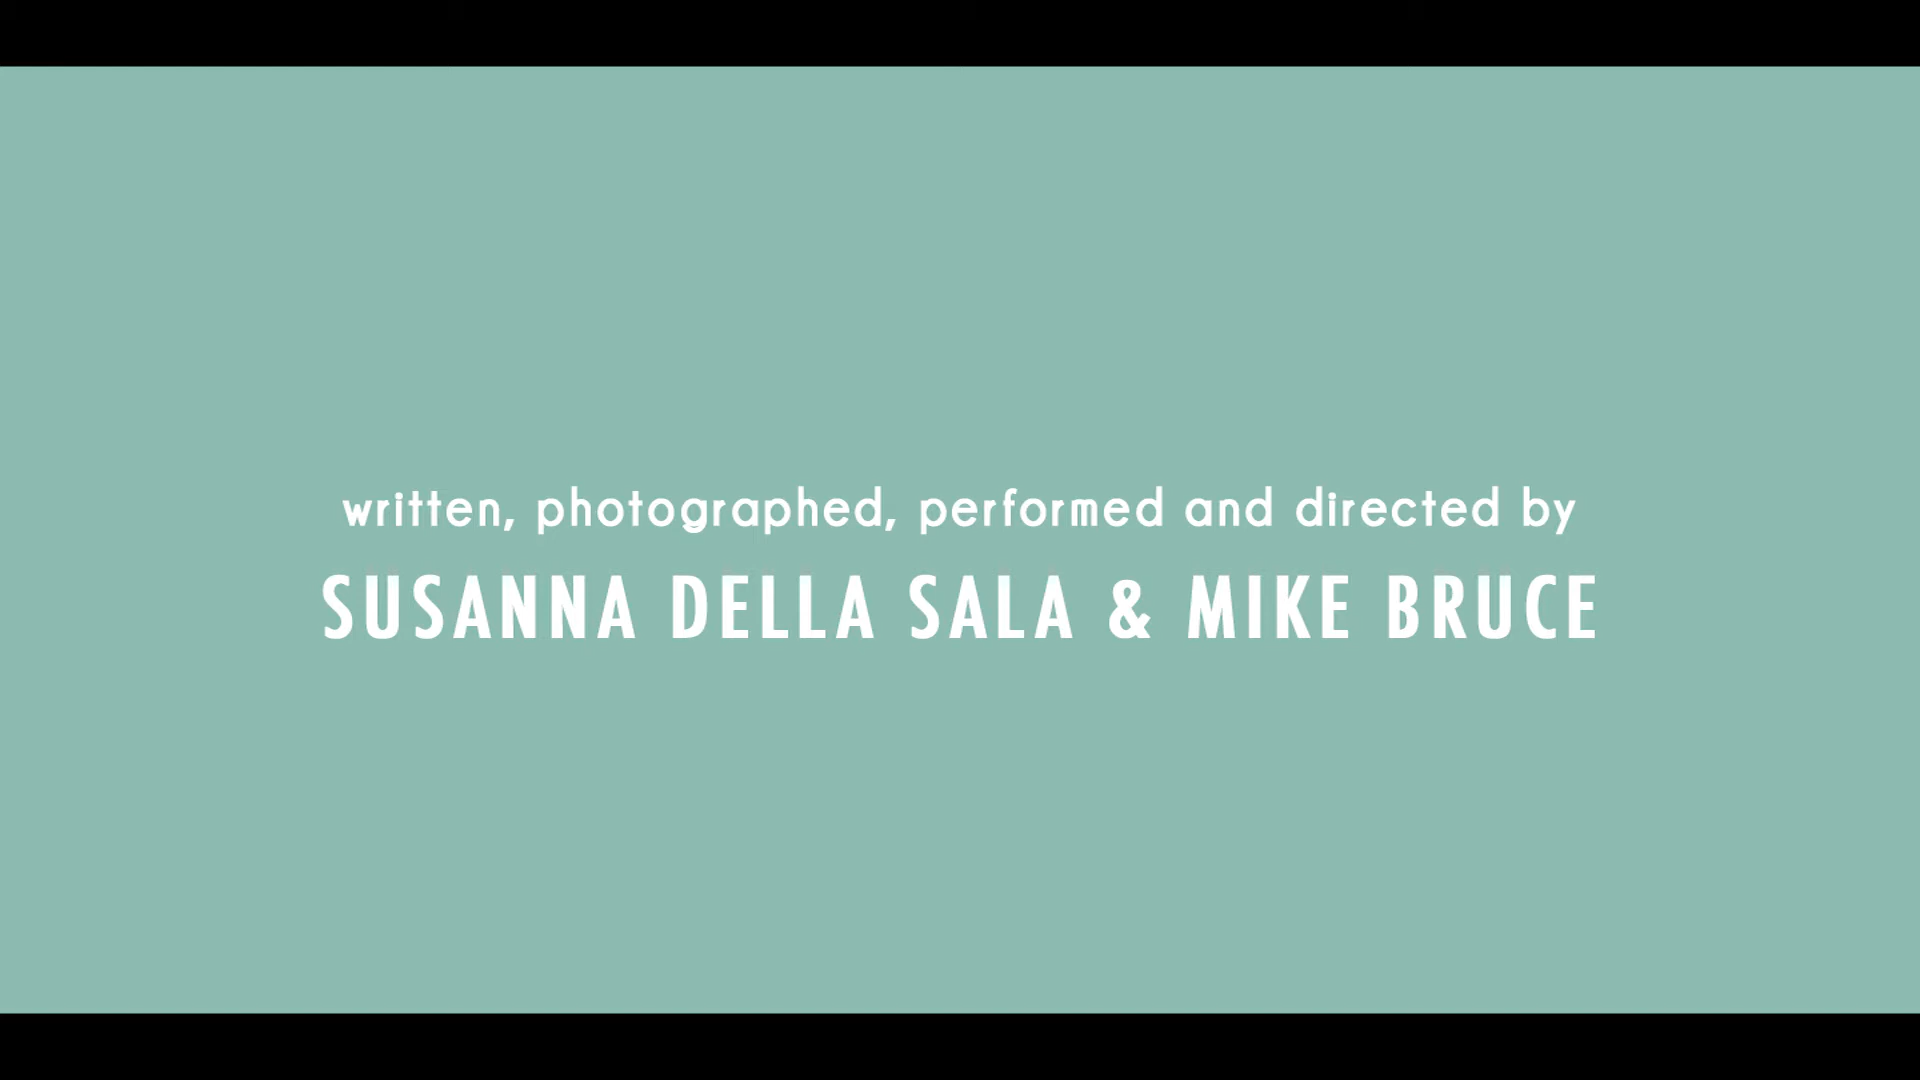 written, photographed, performed and directed by
SUSANNA DELLA SALA & MIKE BRUCE